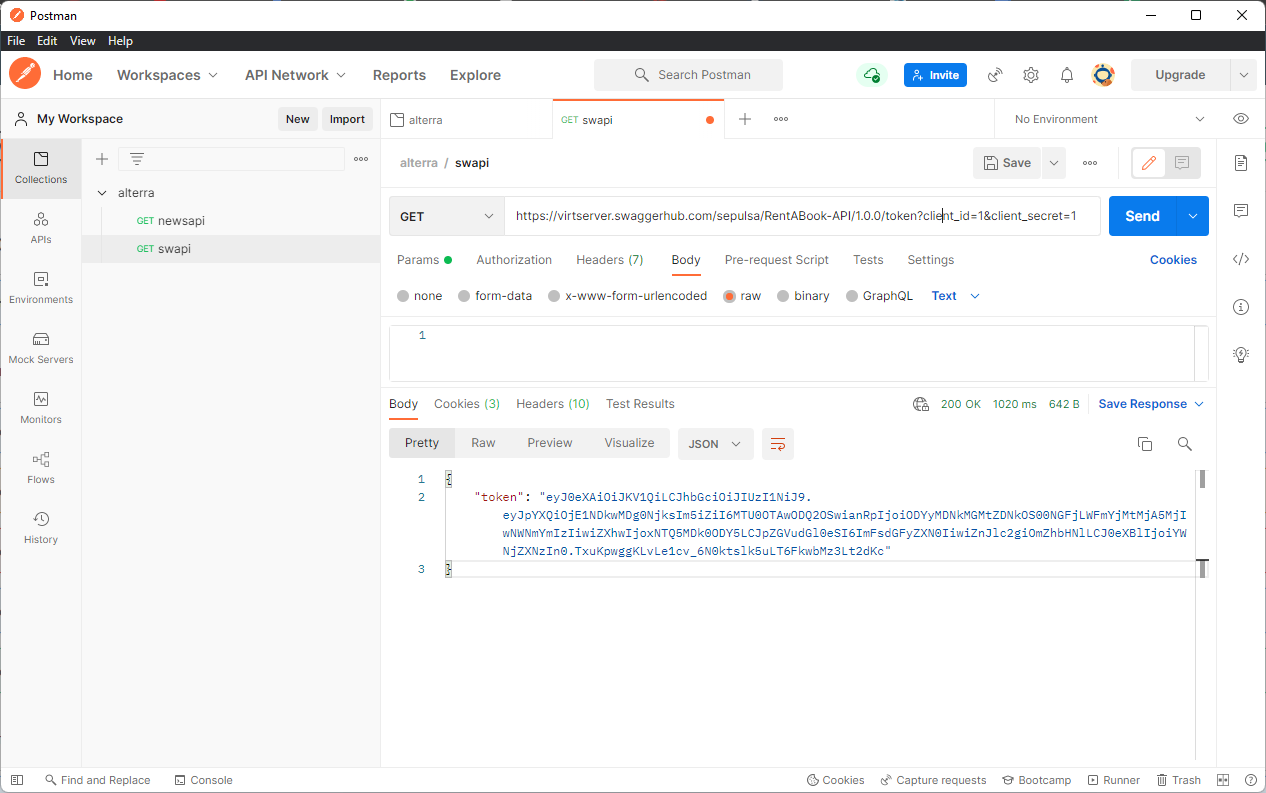 Postman
File Edit View Help
Home Workspaces API Network Reports Explore Search Postman Invite Upgrade
My Workspace New Import
alterra GET swapi No Environment
Collections
APIs
Environments
Mock Servers
Monitors
Flows
History
alterra
GET newsapi
GET swapi
alterra / swapi Save
GET https://virtserver.swaggerhub.com/sepulsa/RentABook-API/1.0.0/token?client_id=1&client_secret=1 Send
Params Authorization Headers (7) Body Pre-request Script Tests Settings Cookies
none form-data x-www-form-urlencoded raw binary GraphQL Text
1
Body Cookies (3) Headers (10) Test Results 200 OK 1020 ms 642 B Save Response
Pretty Raw Preview Visualize JSON
1 {
2 "token": "eyJ0eXAiOiJKV1QiLCJhbGciOiJIUzI1NiJ9.
eyJpYXQiOjE1NDkwMDg0NjksIm5iZiI6MTU0OTAwODQ2OSwianRpIjoiODYyMDNkMGMtZDNkOS00NGFjLWFmYjMtMjA5MjI
wNWNmYmIzIiwiZXhwIjoxNTQ5MDk0ODY5LCJpZGVudGl0eSI6ImFsdGFyZXN0IiwiZnJlc2giOmZhbHNlLCJ0eXBlIjoiYW
NjZXNzIn0.TxuKpwggKLvLe1cv_6N0ktslk5uLT6FkwbMz3Lt2dKc"
3 }
Find and Replace Console Cookies Capture requests Bootcamp Runner Trash